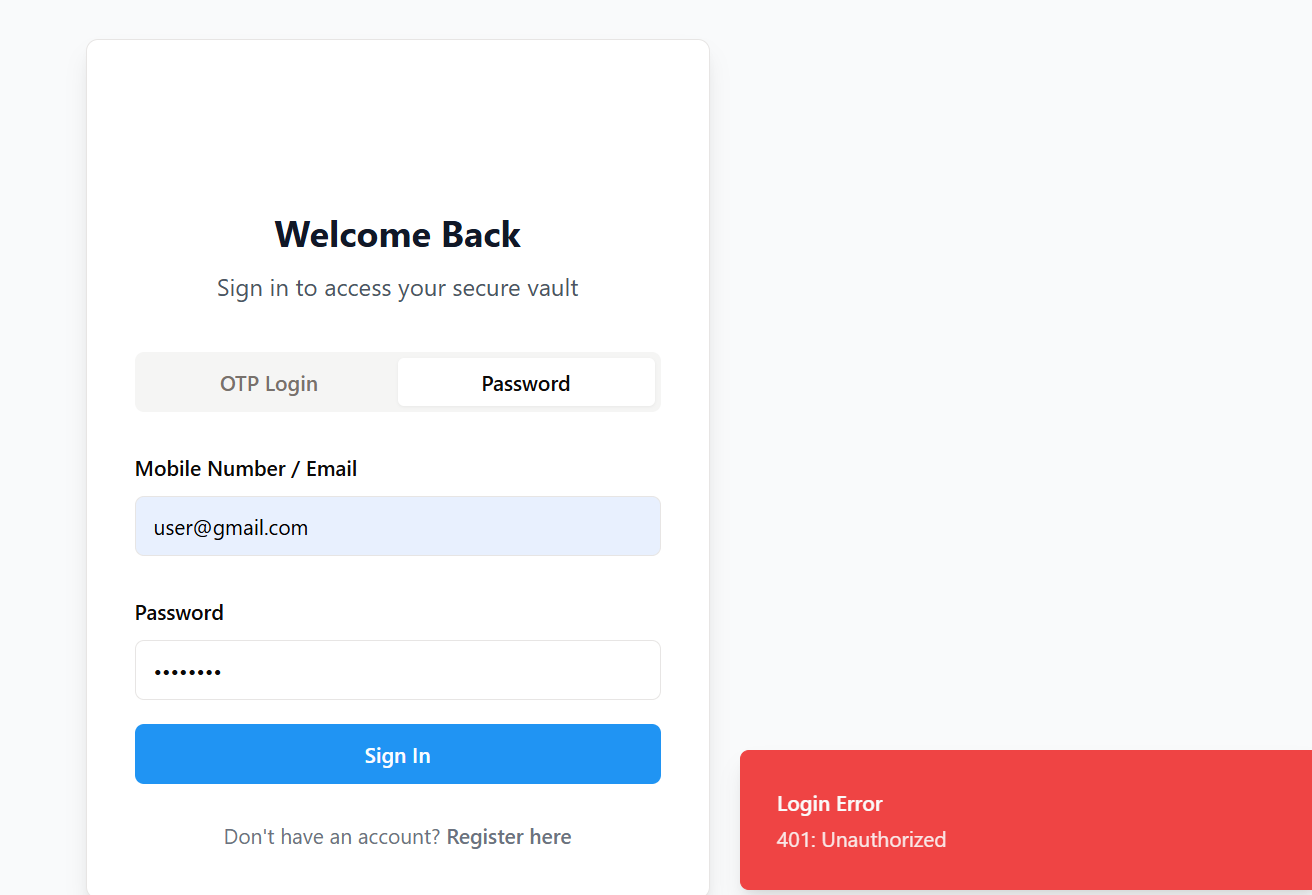 Welcome Back
Sign in to access your secure vault
OTP Login
Password
Mobile Number / Email
user@gmail.com
Password
••••••••
Sign In
Don't have an account? Register here
Login Error
401: Unauthorized